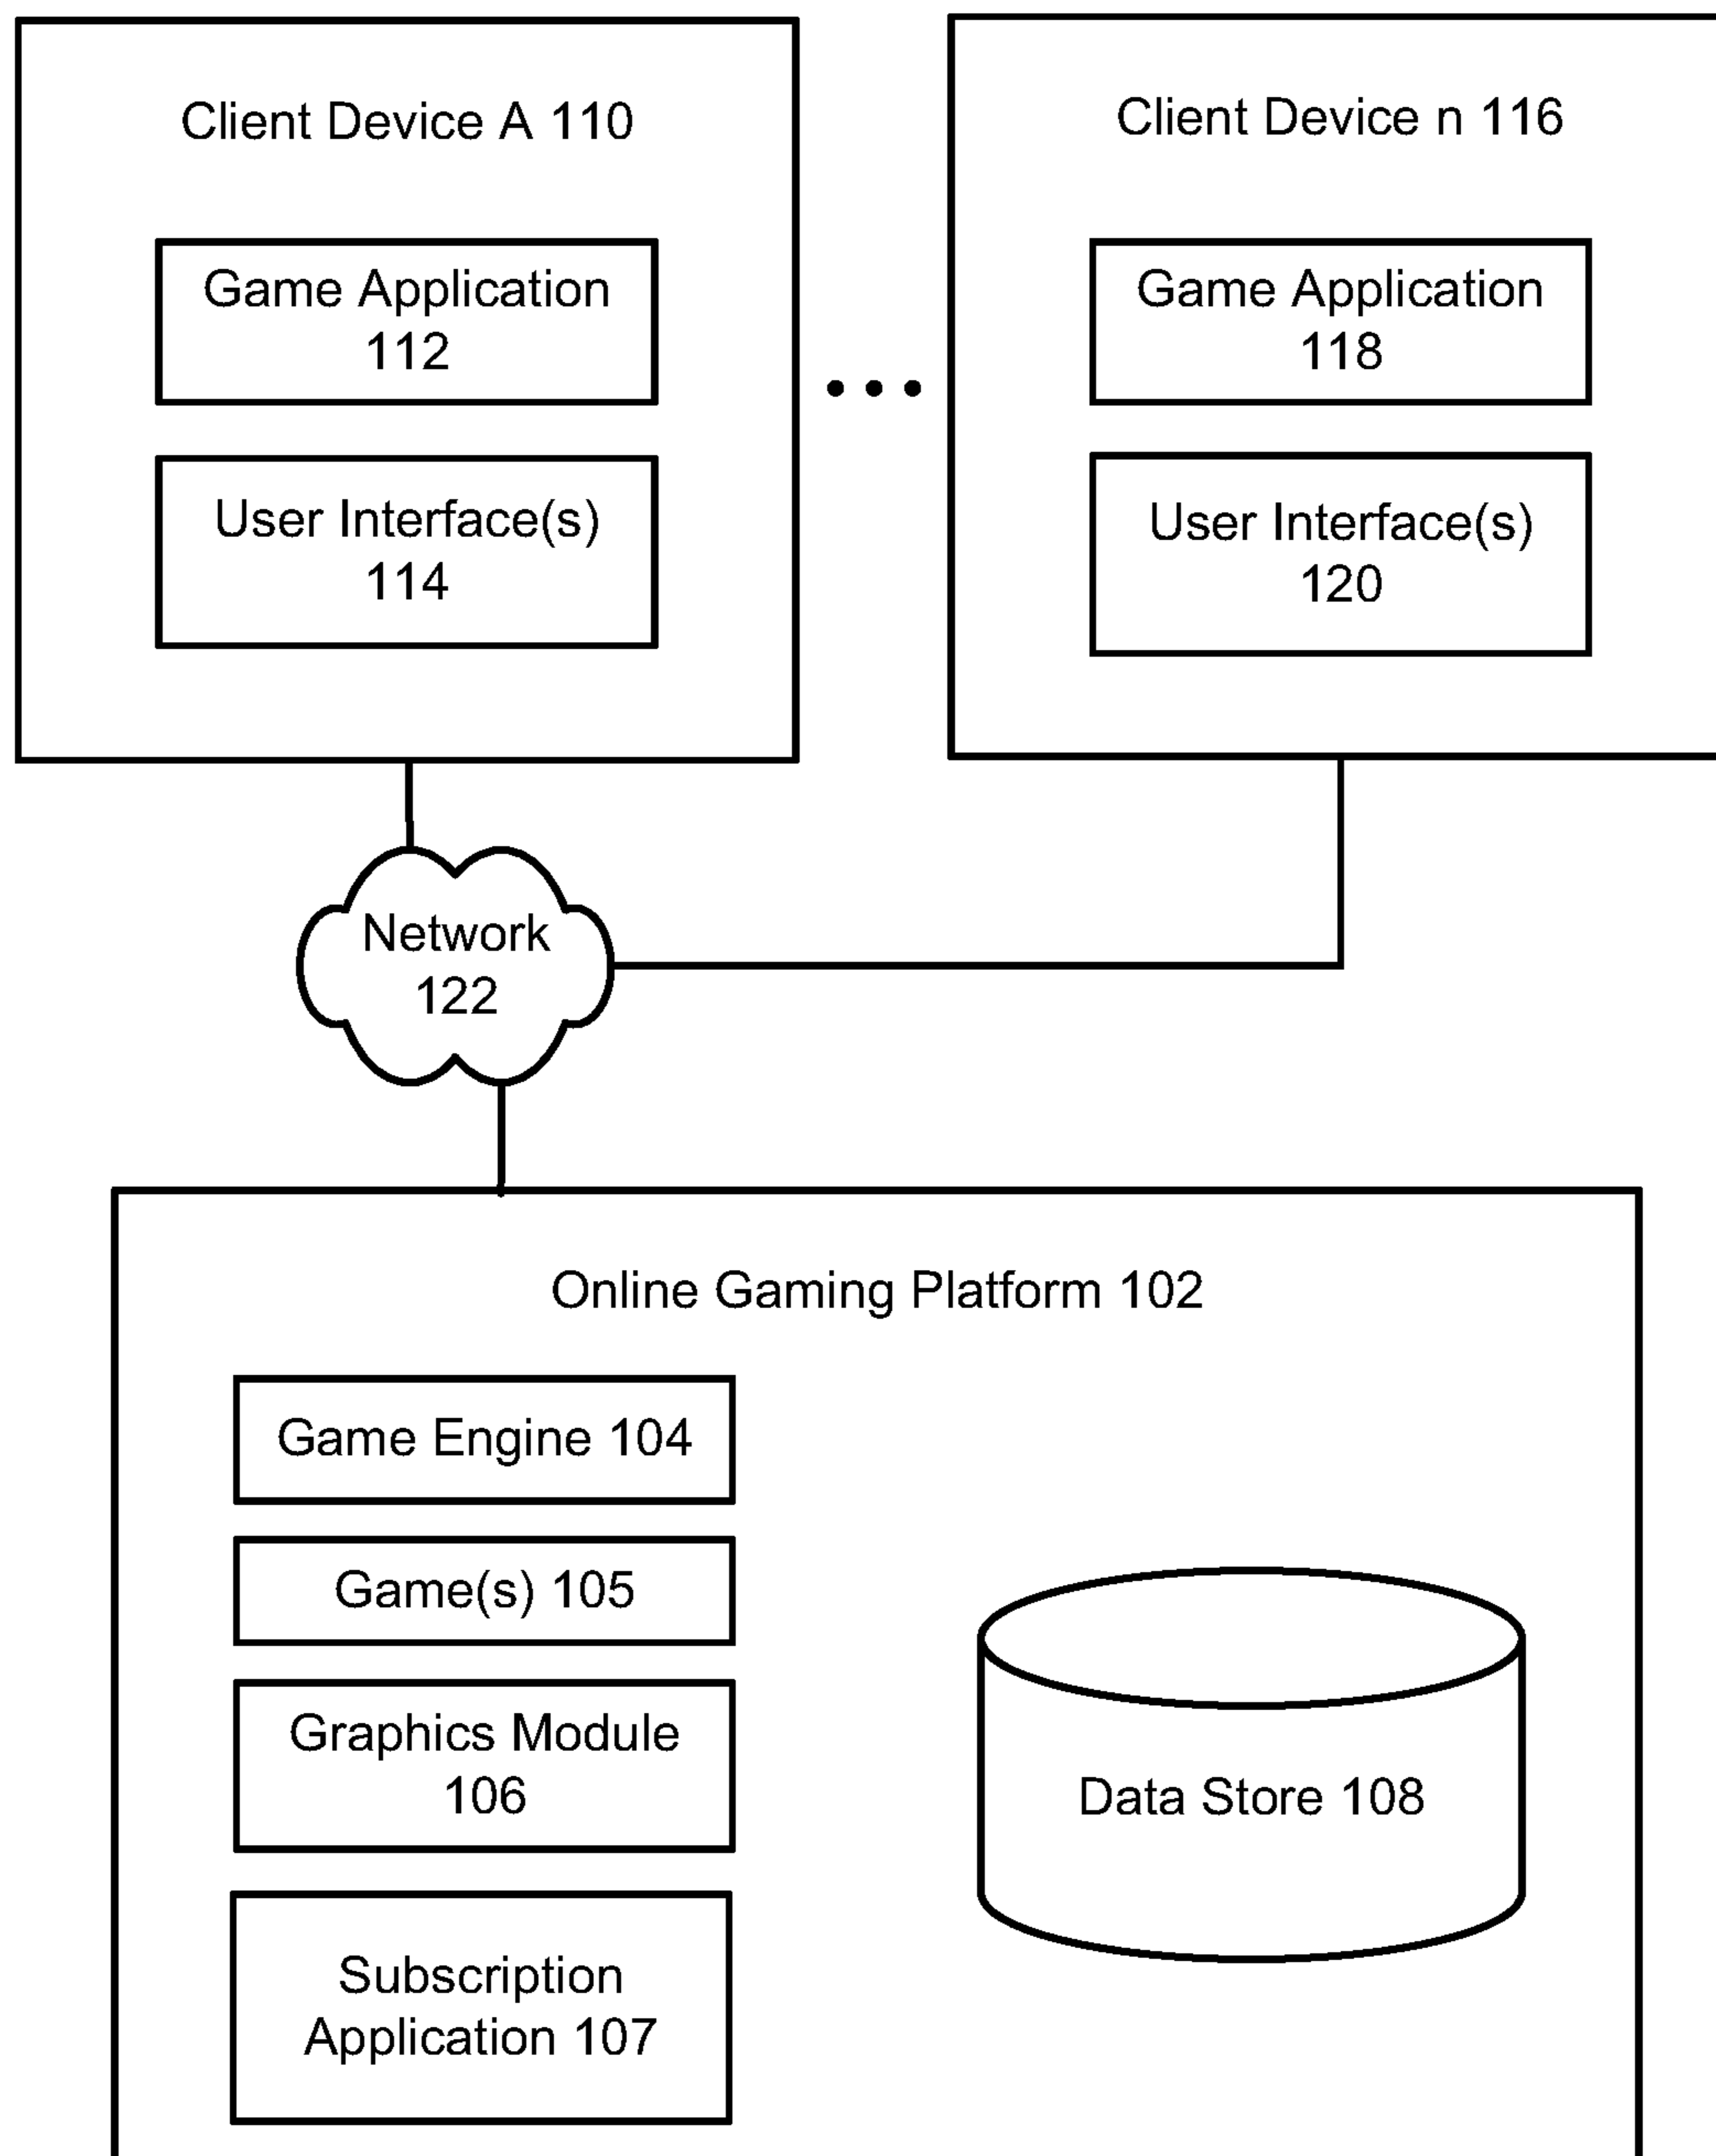 Client Device A 110
Game Application
112
User Interface(s)
114
Client Device n 116
Game Application
118
User Interface(s)
120
Network
122
Online Gaming Platform 102
Game Engine 104
Game(s) 105
Graphics Module
106
Subscription
Application 107
Data Store 108